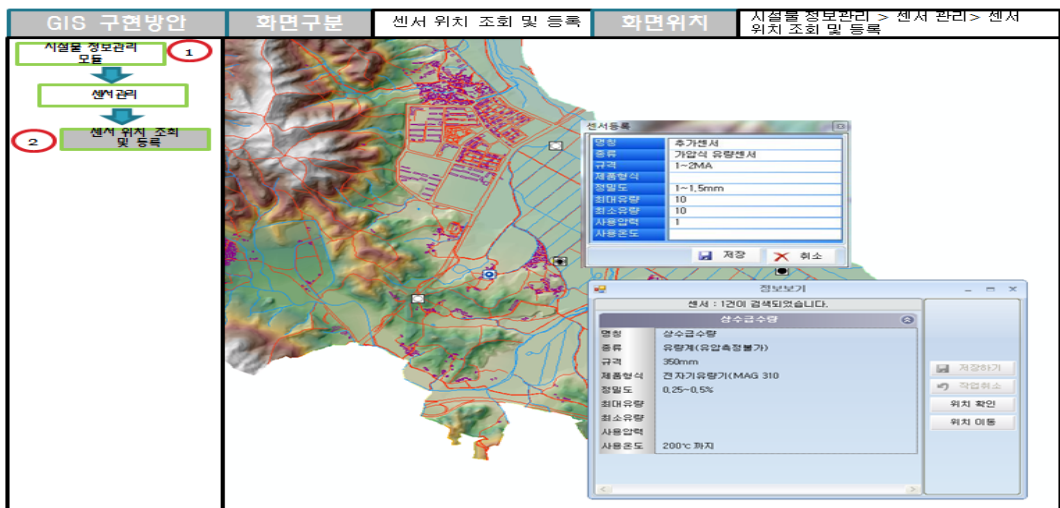 GIS 구현방안
화면구분
센서 위치 조회 및 등록
화면위치
시설물 정보관리 > 센서 관리> 센서
위치 조회 및 등록
시설물 정보관리
모듈
1
센서관리
2
센서 위치 조회
및 등록
센서등록
명칭 추가센서
종류 가압식 유량센서
규격 1~2MA
제품형식
정밀도 1~1,5mm
최대유량 10
최소유량 10
사용압력 1
사용온도
저장 취소
정보보기
센서 : 1건이 검색되었습니다.
상수급수량
명칭 상수급수량
종류 유량계(유압측정불가)
규격 350mm
제품형식 전자기유량기(MAG 310
정밀도 0,25~0,5%
최대유량
최소유량
사용압력
사용온도 200℃ 까지
저장하기
작업취소
위치 확인
위치 이동